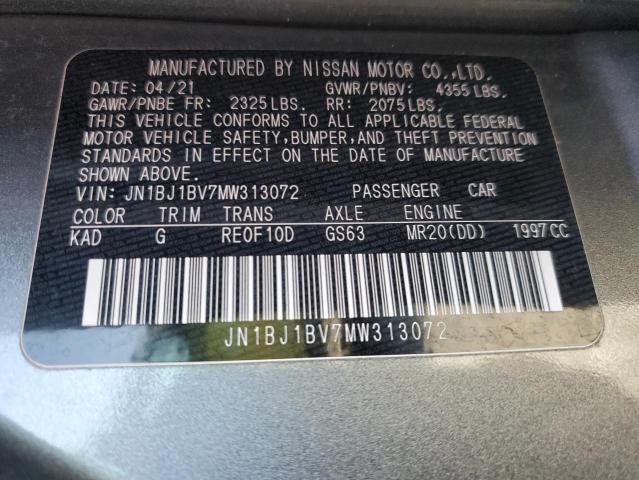 MANUFACTURED BY NISSAN MOTOR CO.,LTD.
DATE: 04/21 GVWR/PNBV: 4355 LBS.
GAWR/PNBE FR: 2325 LBS. RR: 2075 LBS.
THIS VEHICLE CONFORMS TO ALL APPLICABLE FEDERAL
MOTOR VEHICLE SAFETY, BUMPER, AND THEFT PREVENTION
STANDARDS IN EFFECT ON THE DATE OF MANUFACTURE
SHOWN ABOVE.
VIN: JN1BJ1BV7MW313072 PASSENGER CAR
COLOR TRIM TRANS AXLE ENGINE
KAD G RE0F10D GS63 MR20(DD) 1997CC
JN1BJ1BV7MW313072